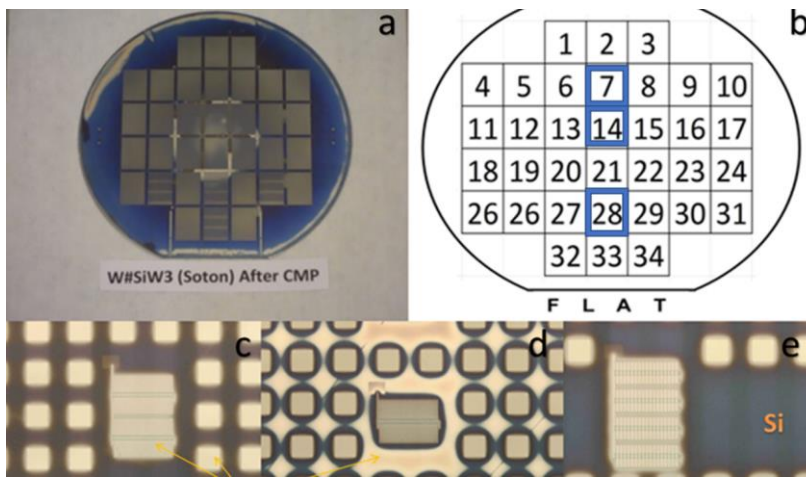 a
W#SiW3 (Soton) After CMP
b
1 2 3
4 5 6 7 8 9 10
11 12 13 14 15 16 17
18 19 20 21 22 23 24
26 26 27 28 29 30 31
32 33 34
F L A T
c
d
e
Si